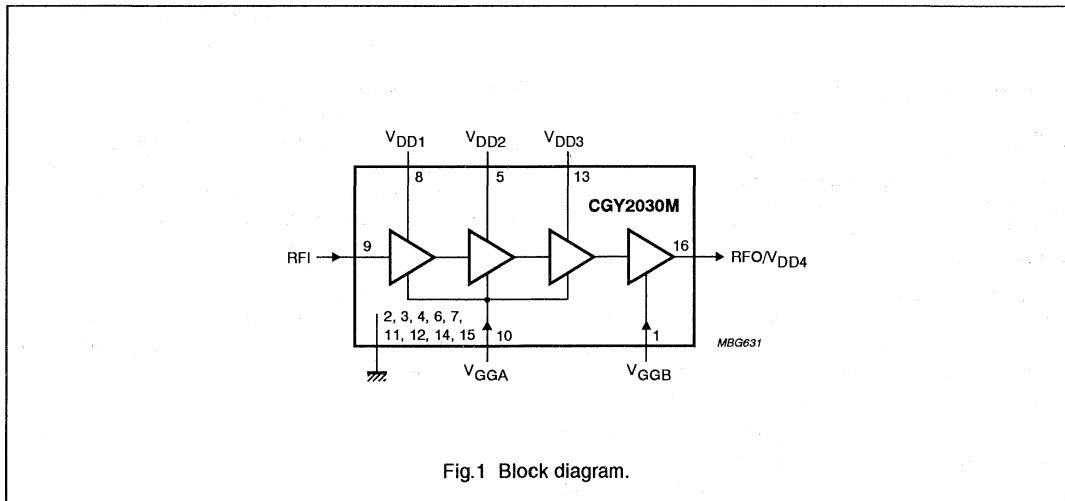 VDD1 VDD2 VDD3
8 5 13
CGY2030M
RFI 9 16 RFO/VDD4
2, 3, 4, 6, 7,
11, 12, 14, 15 10 1
MBG631
VGGA VGGB
Fig.1 Block diagram.